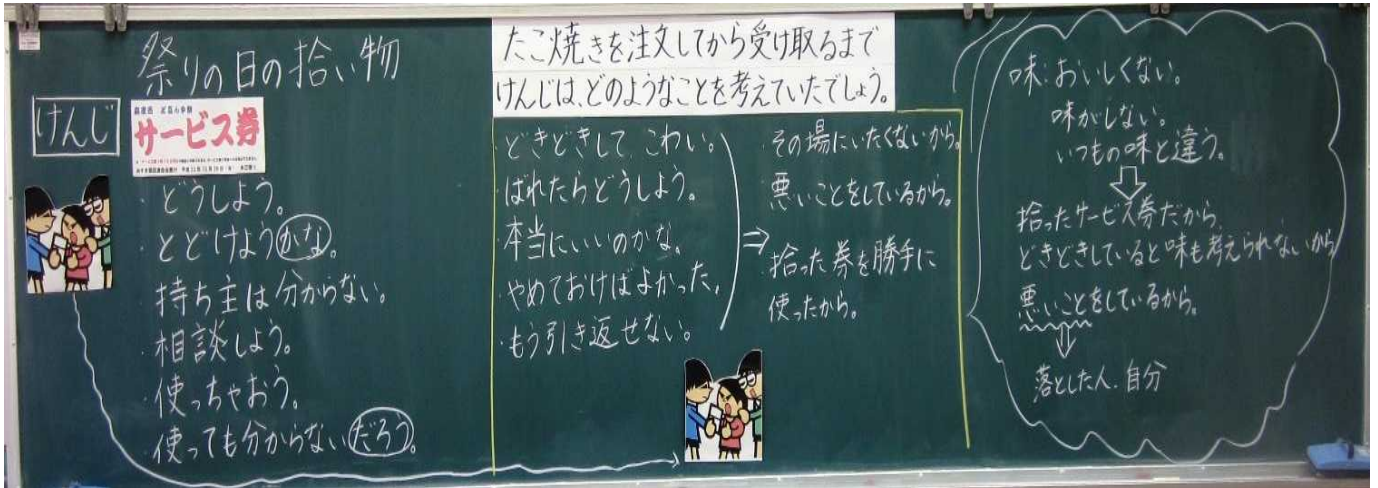 祭りの日の拾い物
けんじ
サービス券
・どうしよう。
・とどけようかな。
・持ち主は分からない。
・相談しよう。
・使っちゃおう。
・使っても分からないだろう。
たこ焼きを注文してから受け取るまで
けんじは、どのようなことを考えていたでしょう。
・どきどきして こわい。
・ばれたらどうしよう。
・本当にいいのかな。
・やめておけばよかった。
・もう引き返せない。
⇒
・その場にいたくないから。
・悪いことをしているから。
・拾った券を勝手に
使ったから。
味:おいしくない。
味がしない。
いつもの味と違う。
拾ったサービス券だから。
どきどきしていると味も考えられないから
悪いことをしているから。
落とした人.自分